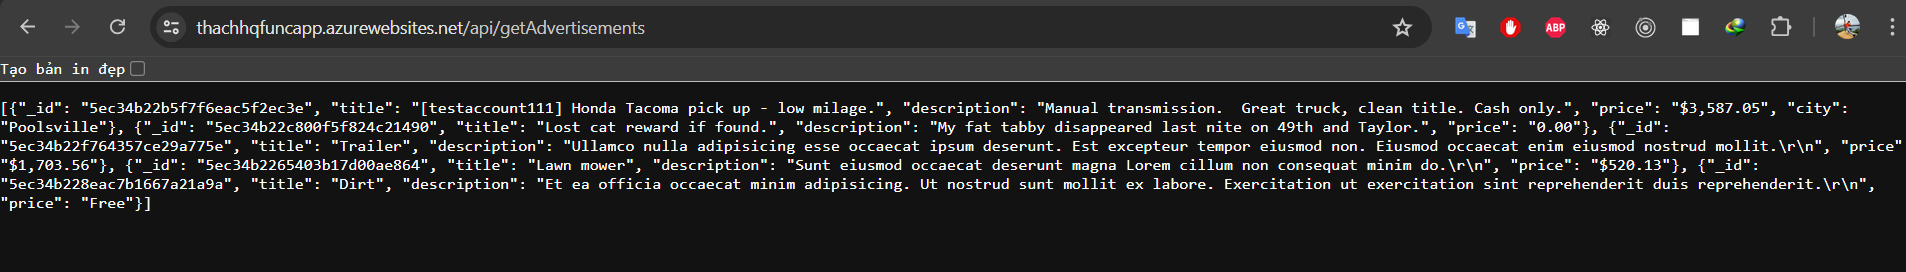 thachhqfuncapp.azurewebsites.net/api/getAdvertisements
ABP
Tạo bản in đẹp
[{"_id": "5ec34b22b5f7f6eac5f2ec3e", "title": "[testaccount111] Honda Tacoma pick up - low milage.", "description": "Manual transmission.  Great truck, clean title. Cash only.", "price": "$3,587.05", "city":
"Poolsville"}, {"_id": "5ec34b22c800f5f824c21490", "title": "Lost cat reward if found.", "description": "My fat tabby disappeared last nite on 49th and Taylor.", "price": "0.00"}, {"_id":
"5ec34b22f764357ce29a775e", "title": "Trailer", "description": "Ullamco nulla adipisicing esse occaecat ipsum deserunt. Est excepteur tempor eiusmod non. Eiusmod occaecat enim eiusmod nostrud mollit.\r\n", "price"
"$1,703.56"}, {"_id": "5ec34b2265403b17d00ae864", "title": "Lawn mower", "description": "Sunt eiusmod occaecat deserunt magna Lorem cillum non consequat minim do.\r\n", "price": "$520.13"}, {"_id":
"5ec34b228eac7b1667a21a9a", "title": "Dirt", "description": "Et ea officia occaecat minim adipisicing. Ut nostrud sunt mollit ex labore. Exercitation ut exercitation sint reprehenderit duis reprehenderit.\r\n",
"price": "Free"}]